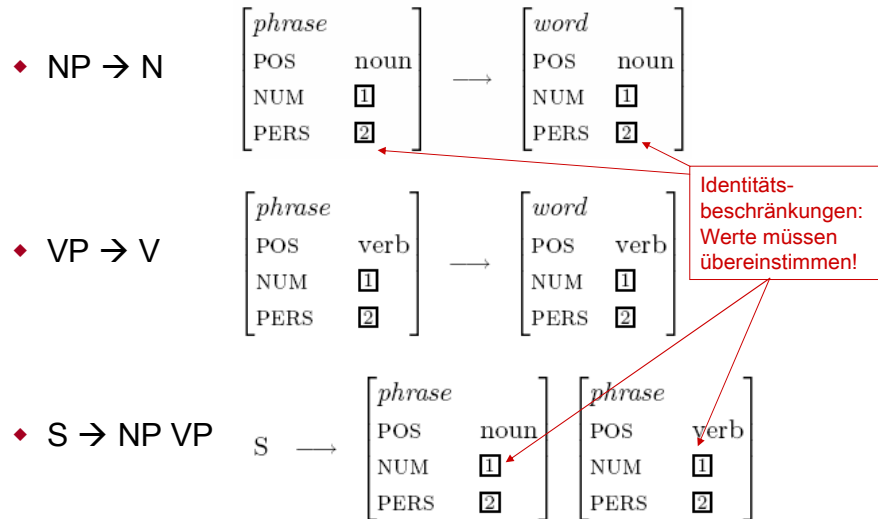 NP → N
phrase
POS noun
NUM 1
PERS 2
⟶
word
POS noun
NUM 1
PERS 2
Identitäts-
beschränkungen:
Werte müssen
übereinstimmen!
VP → V
phrase
POS verb
NUM 1
PERS 2
⟶
word
POS verb
NUM 1
PERS 2
S → NP VP
S ⟶
phrase
POS noun
NUM 1
PERS 2
phrase
POS verb
NUM 1
PERS 2